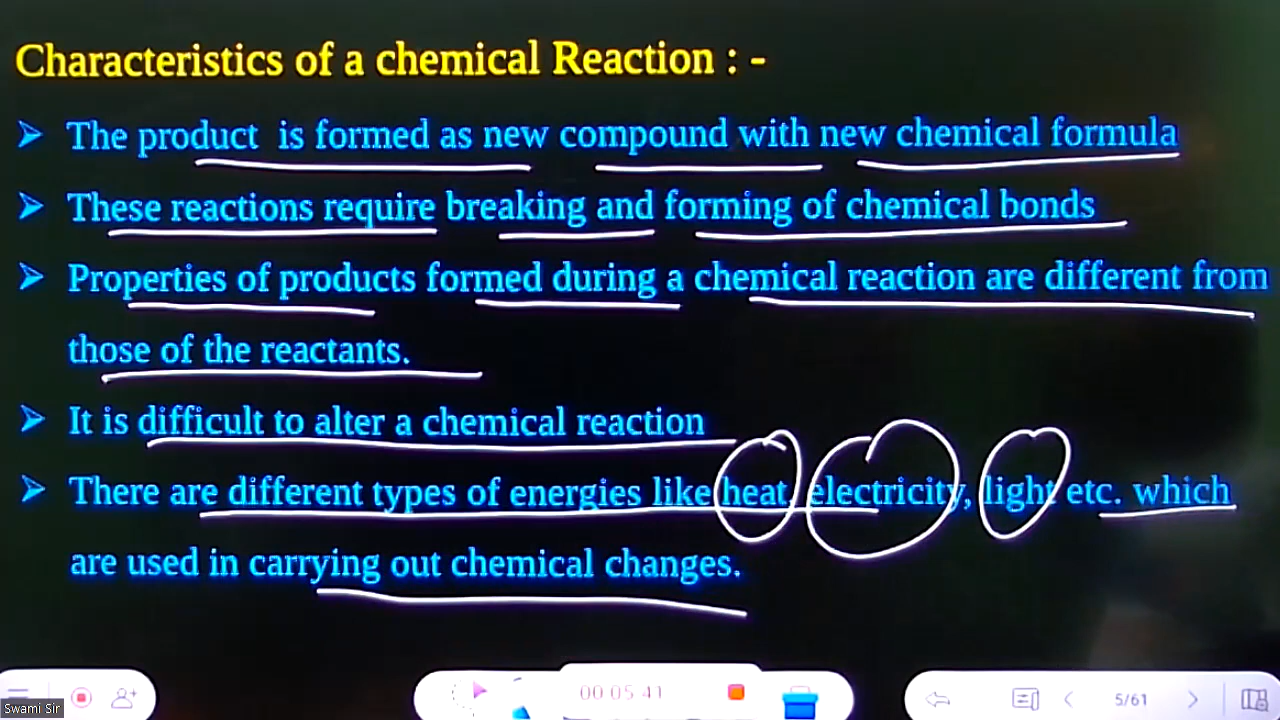 Characteristics of a chemical Reaction : -
➤ The product is formed as new compound with new chemical formula
➤ These reactions require breaking and forming of chemical bonds
➤ Properties of products formed during a chemical reaction are different from
those of the reactants.
➤ It is difficult to alter a chemical reaction
➤ There are different types of energies like heat, electricity, light etc. which
are used in carrying out chemical changes.
00:05:41
5/61
Swami Sir